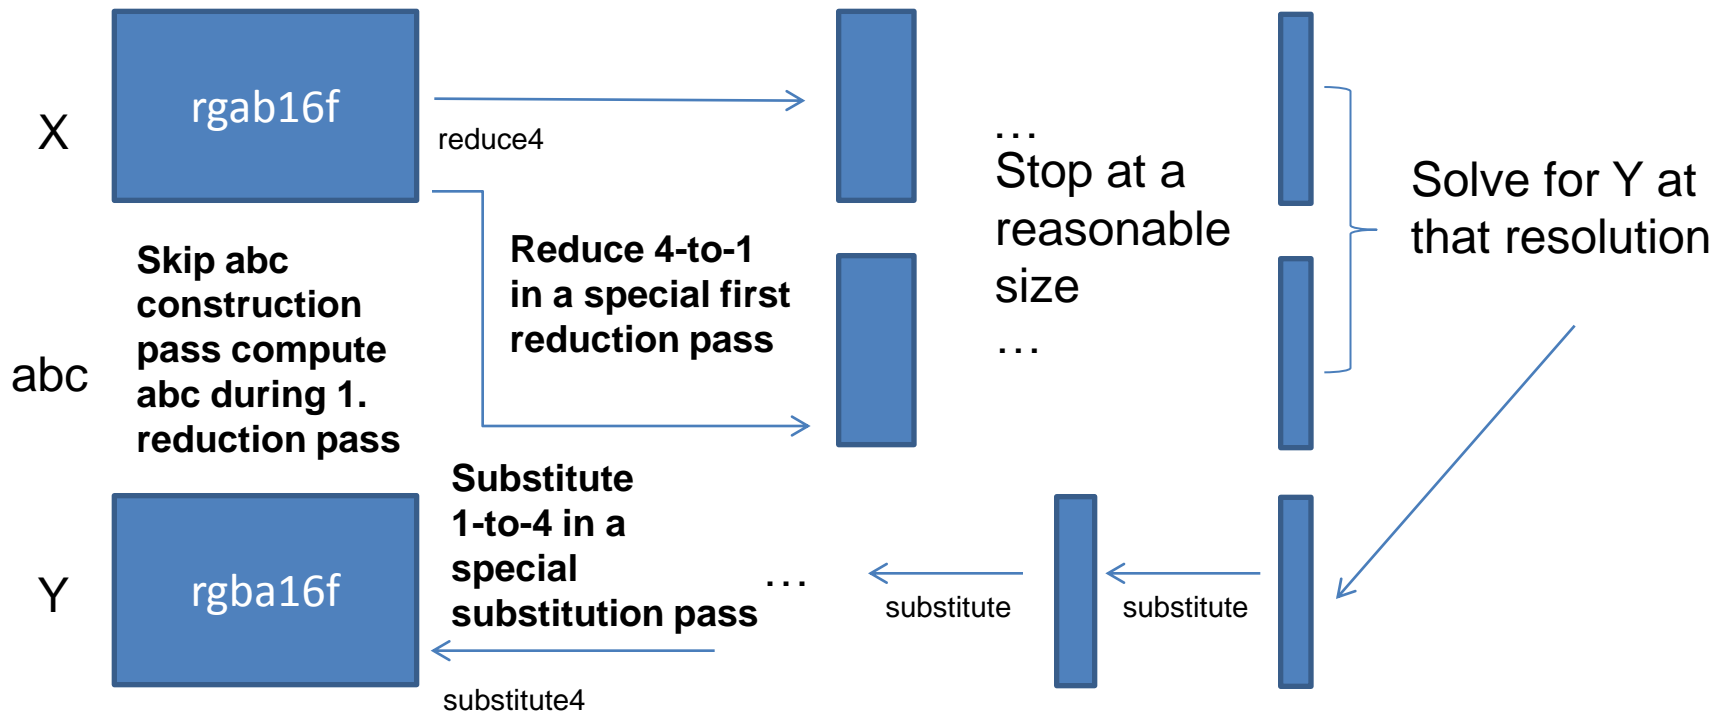 X
rgab16f
reduce4
…
Stop at a
reasonable
size
…
Solve for Y at
that resolution
abc
Skip abc
construction
pass compute
abc during 1.
reduction pass
Reduce 4-to-1
in a special first
reduction pass
Y
rgba16f
Substitute
1-to-4 in a
special
substitution pass
substitute4
…
substitute
substitute